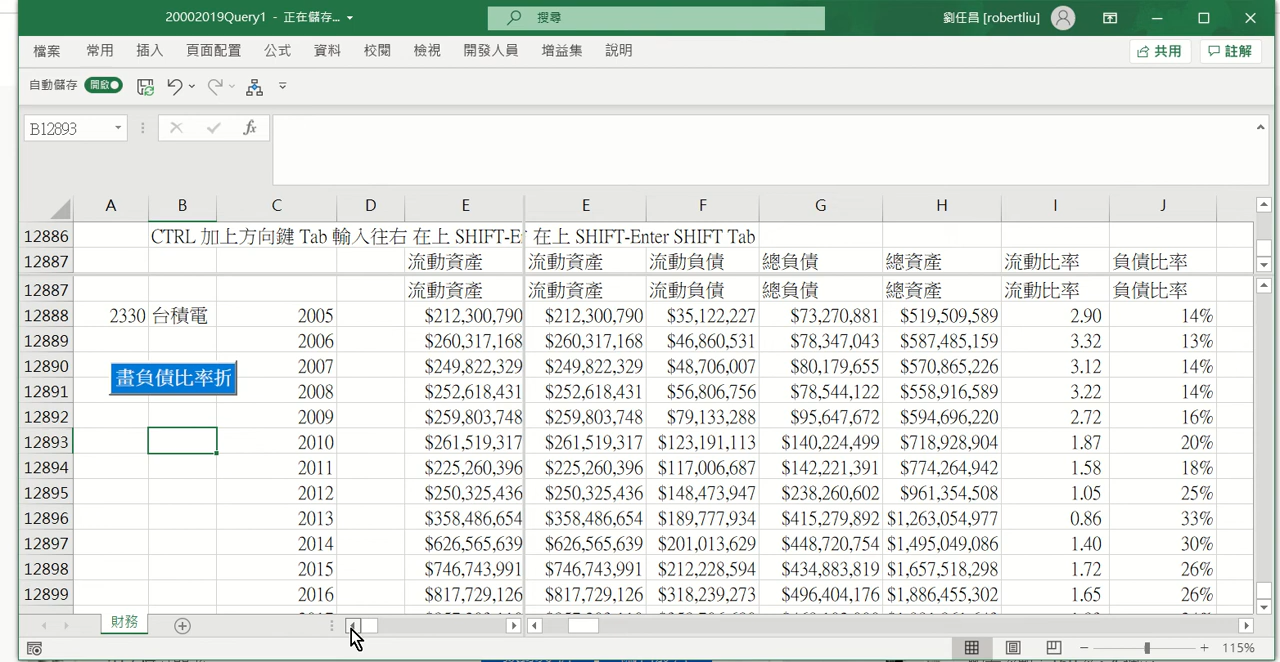 20002019Query1 - 正在儲存...
搜尋
劉任昌 [robertliu]
檔案 常用 插入 頁面配置 公式 資料 校閱 檢視 開發人員 增益集 說明
共用 註解
自動儲存 開啟
B12893 fx
A B C D E E F G H I J
12886 CTRL 加上方向鍵 Tab 輸入往右 在上 SHIFT-En 在上 SHIFT-Enter SHIFT Tab
12887 流動資產 流動資產 流動負債 總負債 總資產 流動比率 負債比率
12887 流動資產 流動資產 流動負債 總負債 總資產 流動比率 負債比率
12888 2330 台積電 2005 $212,300,790 $212,300,790 $35,122,227 $73,270,881 $519,509,589 2.90 14%
12889 2006 $260,317,168 $260,317,168 $46,860,531 $78,347,043 $587,485,159 3.32 13%
12890 2007 $249,822,329 $249,822,329 $48,706,007 $80,179,655 $570,865,226 3.12 14%
畫負債比率折
12891 2008 $252,618,431 $252,618,431 $56,806,756 $78,544,122 $558,916,589 3.22 14%
12892 2009 $259,803,748 $259,803,748 $79,133,288 $95,647,672 $594,696,220 2.72 16%
12893 2010 $261,519,317 $261,519,317 $123,191,113 $140,224,499 $718,928,904 1.87 20%
12894 2011 $225,260,396 $225,260,396 $117,006,687 $142,221,391 $774,264,942 1.58 18%
12895 2012 $250,325,436 $250,325,436 $148,473,947 $238,260,602 $961,354,508 1.05 25%
12896 2013 $358,486,654 $358,486,654 $189,777,934 $415,279,892 $1,263,054,977 0.86 33%
12897 2014 $626,565,639 $626,565,639 $201,013,629 $448,720,754 $1,495,049,086 1.40 30%
12898 2015 $746,743,991 $746,743,991 $212,228,594 $434,883,819 $1,657,518,298 1.72 26%
12899 2016 $817,729,126 $817,729,126 $318,239,273 $496,404,176 $1,886,455,302 1.65 26%
財務
115%